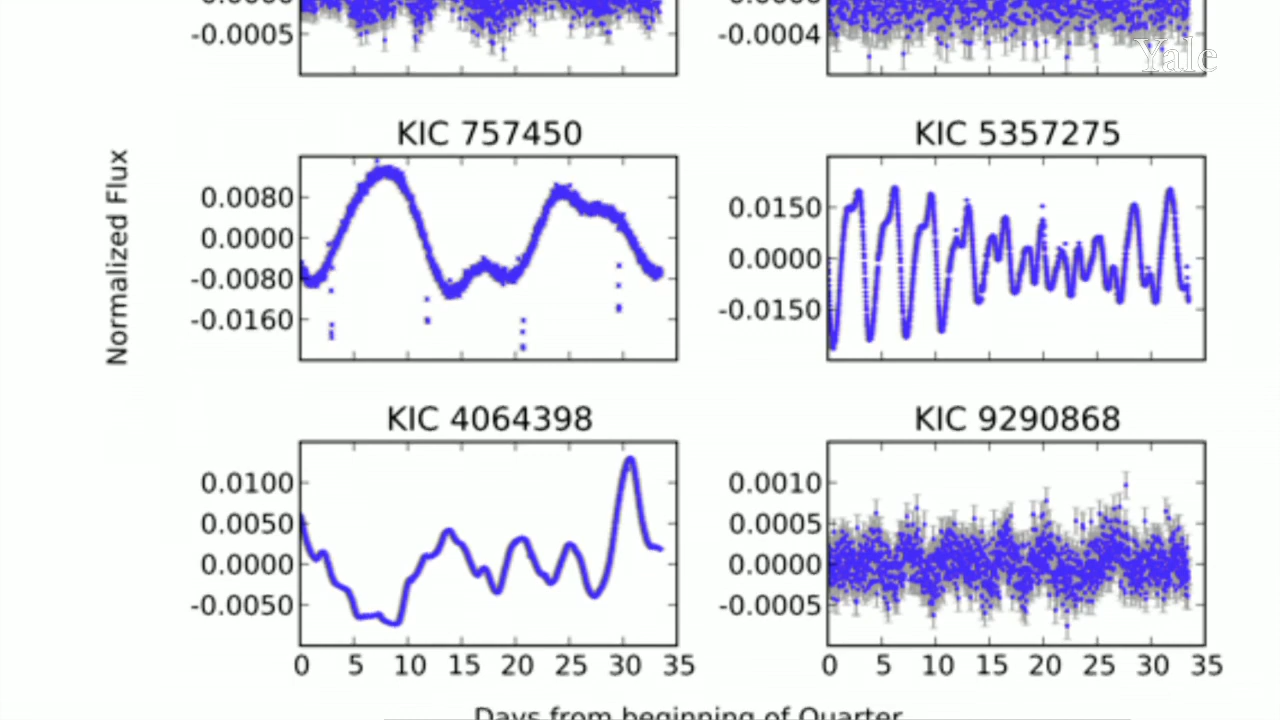 -0.0005
-0.0004
Yale
KIC 757450
KIC 5357275
Normalized Flux
0.0080
0.0000
-0.0080
-0.0160
0.0150
0.0000
-0.0150
KIC 4064398
KIC 9290868
0.0100
0.0050
0.0000
-0.0050
0.0010
0.0005
0.0000
-0.0005
0 5 10 15 20 25 30 35
0 5 10 15 20 25 30 35
Days from beginning of Quarter